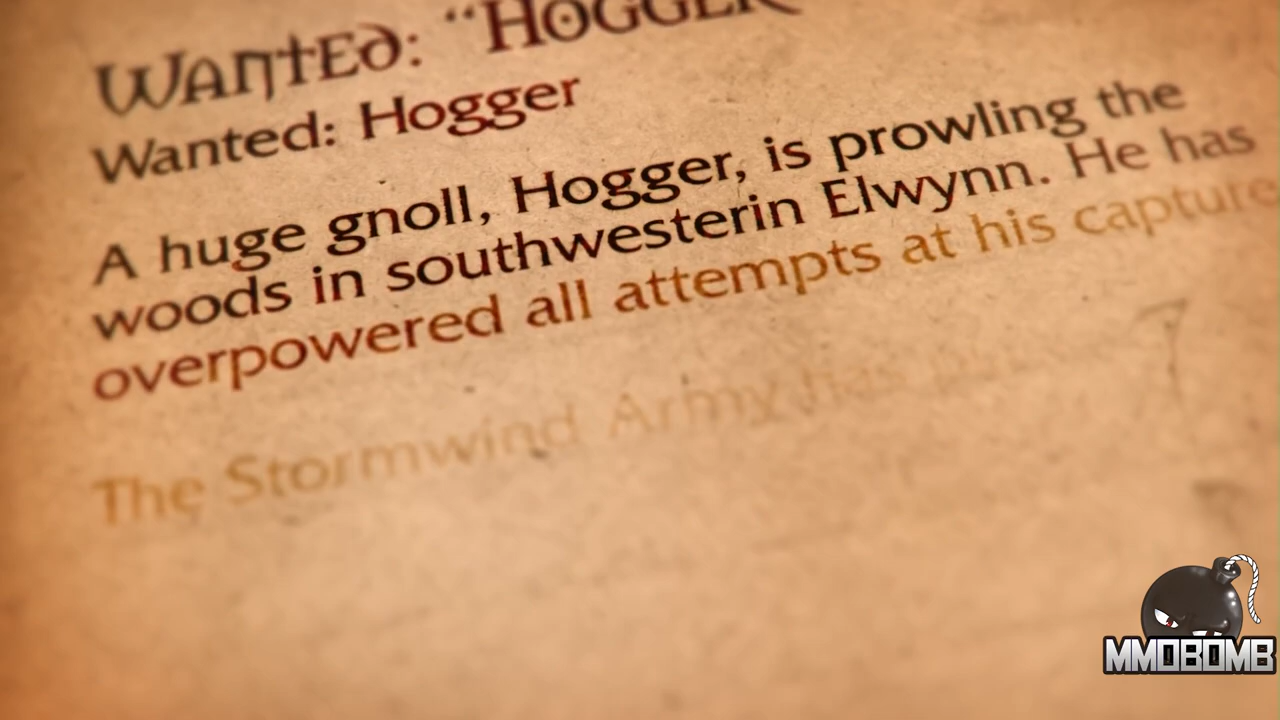 Wanted: "Hogger
Wanted: Hogger
A huge gnoll, Hogger, is prowling the
woods in southwesterin Elwynn. He has
overpowered all attempts at his capture
The Stormwind Army has
MMOBOMB